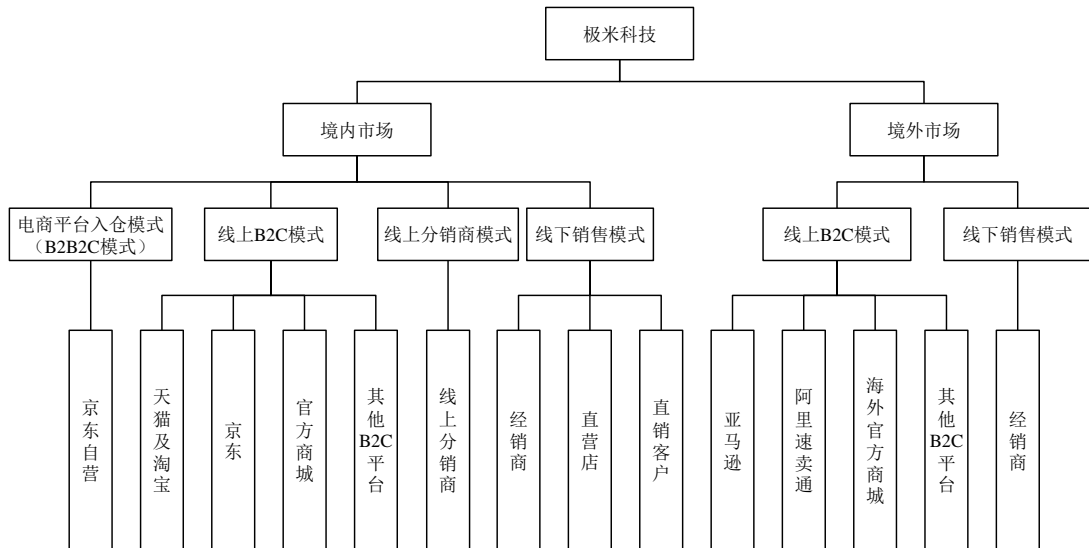 极米科技
境内市场
境外市场
电商平台入仓模式
（B2B2C模式）
线上B2C模式
线上分销商模式
线下销售模式
线上B2C模式
线下销售模式
京东自营
天猫及淘宝
京东
官方商城
其他B2C平台
线上分销商
经销商
直营店
直销客户
亚马逊
阿里速卖通
海外官方商城
其他B2C平台
经销商